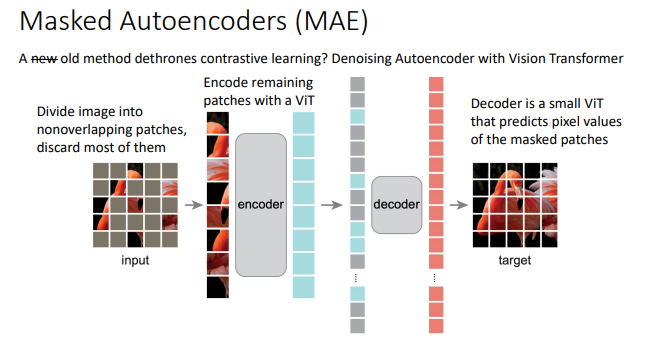 Masked Autoencoders (MAE)
A new old method dethrones contrastive learning? Denoising Autoencoder with Vision Transformer
Divide image into
nonoverlapping patches,
discard most of them
Encode remaining
patches with a ViT
Decoder is a small ViT
that predicts pixel values
of the masked patches
encoder
decoder
input
target